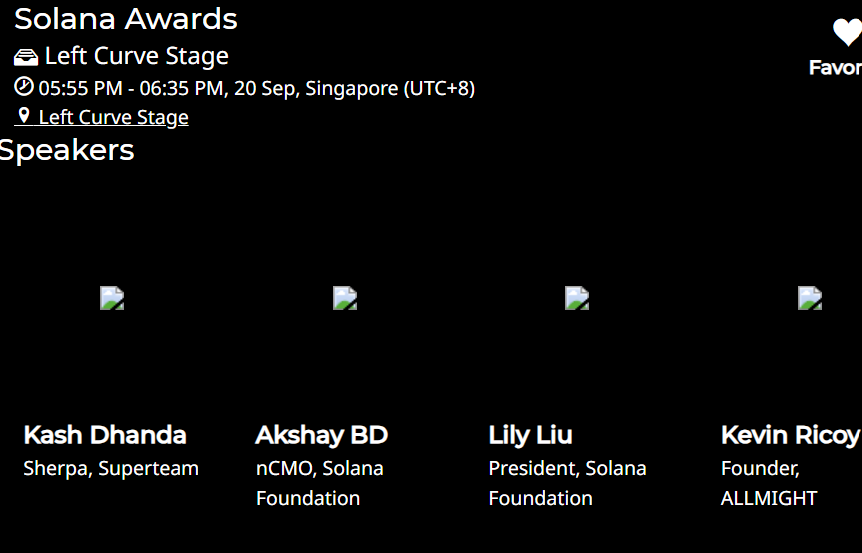 Solana Awards
Left Curve Stage
05:55 PM - 06:35 PM, 20 Sep, Singapore (UTC+8)
Left Curve Stage
Favor
Speakers
Kash Dhanda
Sherpa, Superteam
Akshay BD
nCMO, Solana
Foundation
Lily Liu
President, Solana
Foundation
Kevin Ricoy
Founder,
ALLMIGHT